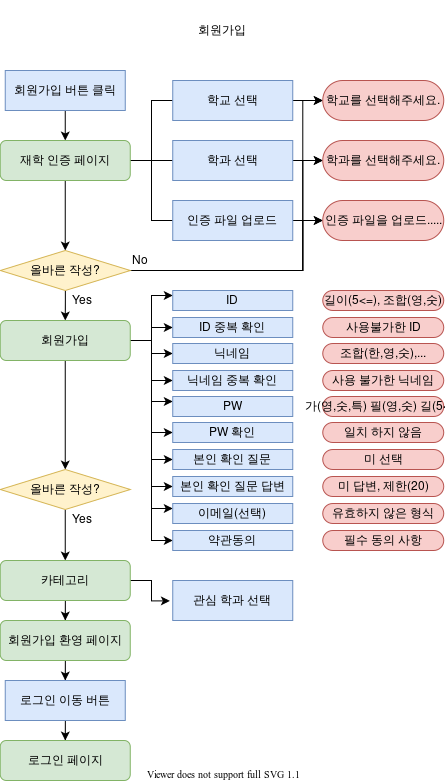 회원가입
회원가입 버튼 클릭
학교 선택
학교를 선택해주세요.
재학 인증 페이지
학과 선택
학과를 선택해주세요.
인증 파일 업로드
인증 파일을 업로드.....
올바른 작성?
No
Yes
ID
길이(5<=), 조합(영,숫)
회원가입
ID 중복 확인
사용불가한 ID
닉네임
조합(한,영,숫),...
닉네임 중복 확인
사용 불가한 닉네임
PW
가(영,숫,특) 필(영,숫) 길(5<
PW 확인
일치 하지 않음
본인 확인 질문
미 선택
올바른 작성?
본인 확인 질문 답변
미 답변, 제한(20)
Yes
이메일(선택)
유효하지 않은 형식
약관동의
필수 동의 사항
카테고리
관심 학과 선택
회원가입 환영 페이지
로그인 이동 버튼
로그인 페이지
Viewer does not support full SVG 1.1